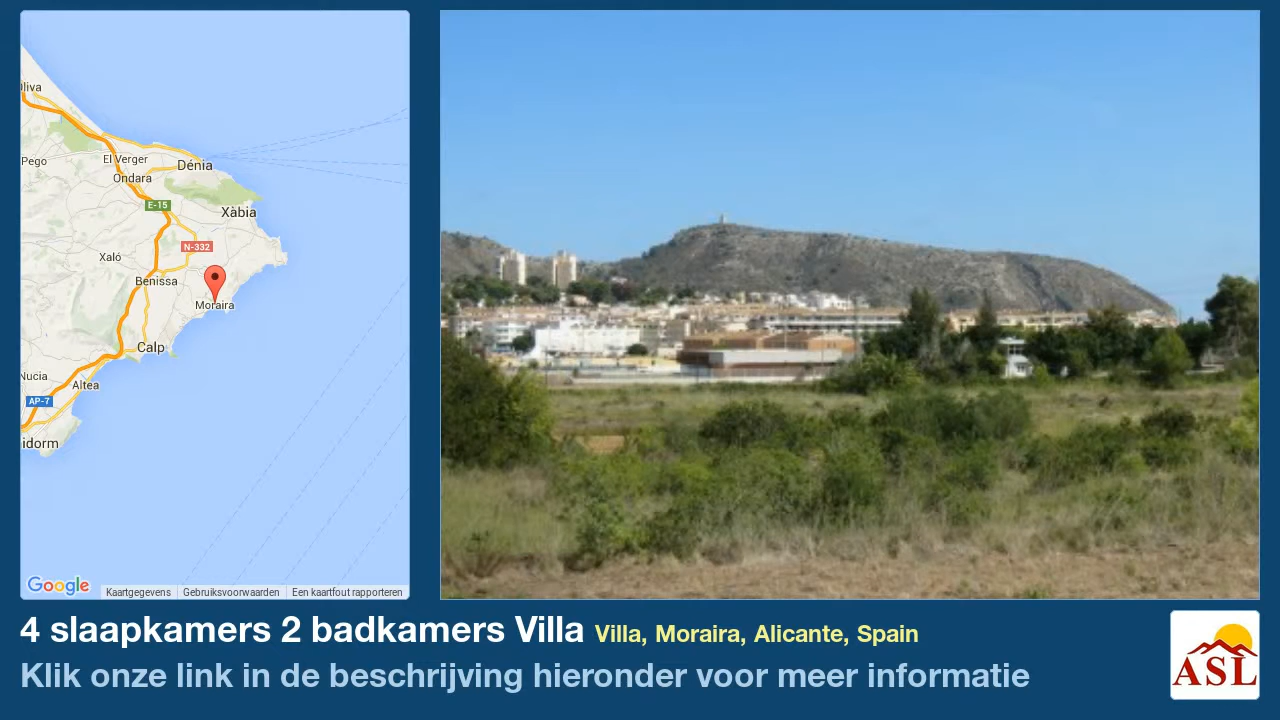 Oliva
Pego
El Verger
Dénia
Ondara
E-15
Xàbia
N-332
Xaló
Benissa
Moraira
Calp
Nucia
Altea
AP-7
idorm
Google
Kaartgegevens Gebruiksvoorwaarden Een kaartfout rapporteren
4 slaapkamers 2 badkamers Villa Villa, Moraira, Alicante, Spain
Klik onze link in de beschrijving hieronder voor meer informatie
ASL